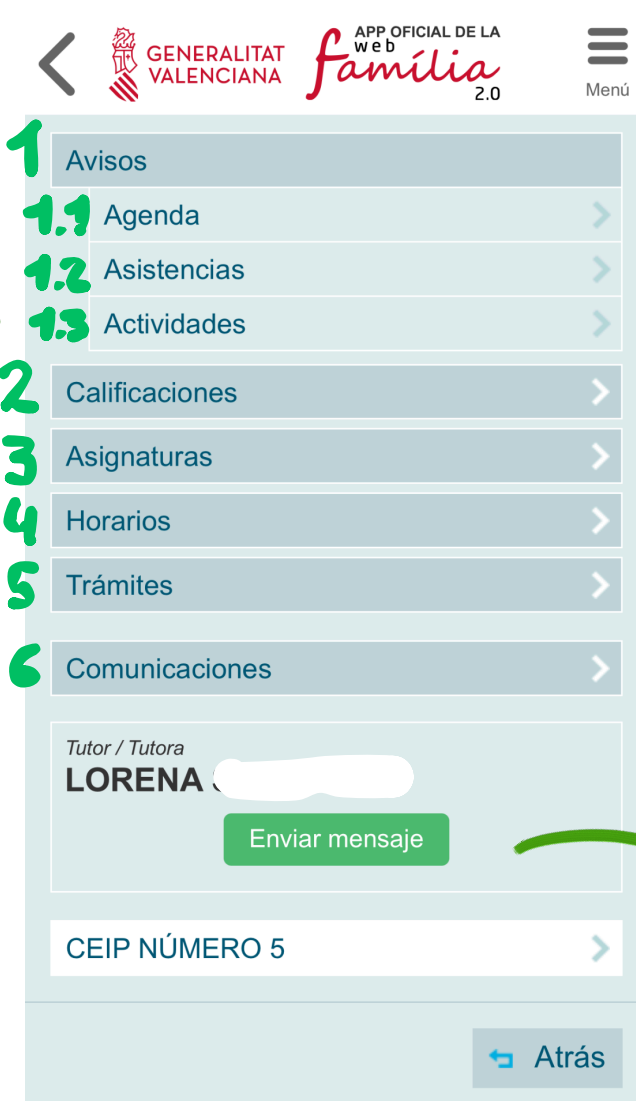 GENERALITAT
VALENCIANA
APP OFICIAL DE LA
web
família
2.0
Menú
1 Avisos
1.1 Agenda
1.2 Asistencias
1.3 Actividades
2 Calificaciones
3 Asignaturas
4 Horarios
5 Trámites
6 Comunicaciones
Tutor / Tutora
LORENA
Enviar mensaje
CEIP NÚMERO 5
Atrás